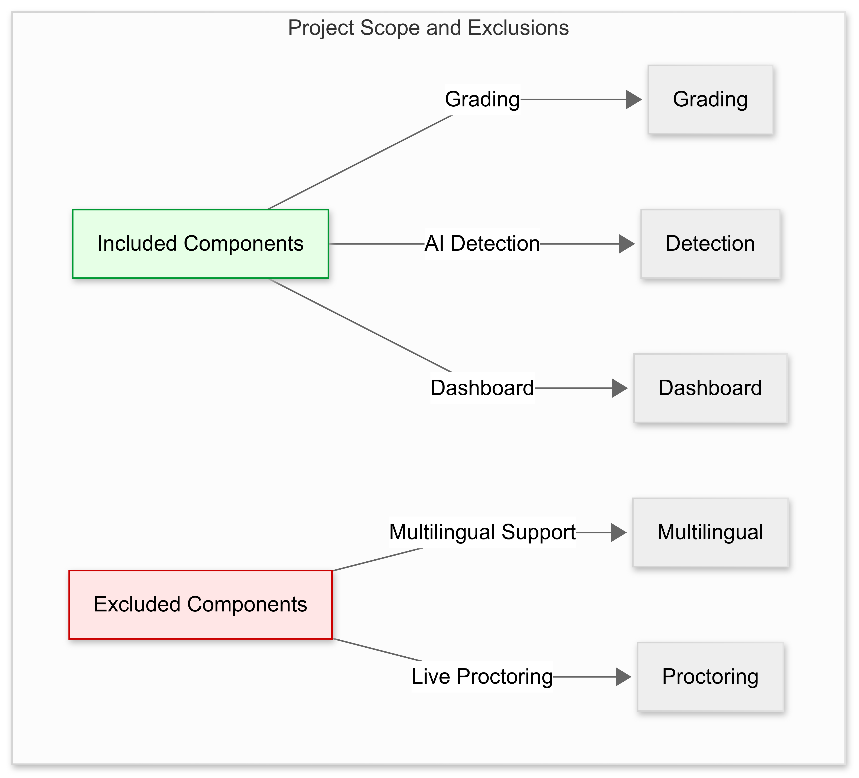 Project Scope and Exclusions
Grading
Grading
Included Components
AI Detection
Detection
Dashboard
Dashboard
Multilingual Support
Multilingual
Excluded Components
Live Proctoring
Proctoring